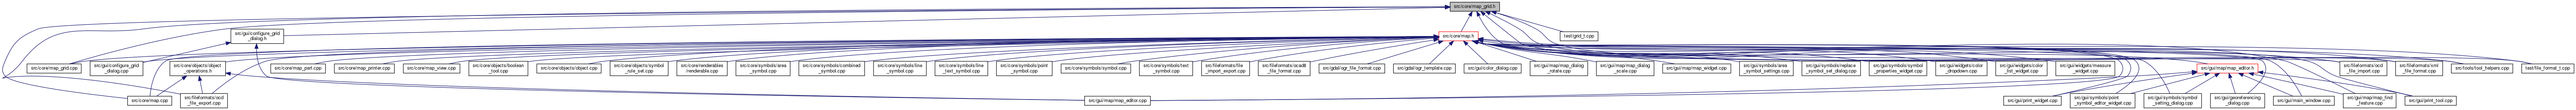 src/core/map_grid.h
src/gui/configure_grid
_dialog.h
src/core/map.h
test/grid_t.cpp
src/core/map_grid.cpp
src/gui/configure_grid
_dialog.cpp
src/core/objects/object
_operations.h
src/core/map_part.cpp
src/core/map_printer.cpp
src/core/map_view.cpp
src/core/objects/boolean
_tool.cpp
src/core/objects/object.cpp
src/core/objects/symbol
_rule_set.cpp
src/core/renderables
/renderable.cpp
src/core/symbols/area
_symbol.cpp
src/core/symbols/combined
_symbol.cpp
src/core/symbols/line
_symbol.cpp
src/core/symbols/line
_text_symbol.cpp
src/core/symbols/point
_symbol.cpp
src/core/symbols/symbol.cpp
src/core/symbols/text
_symbol.cpp
src/fileformats/file
_import_export.cpp
src/fileformats/ocad8
_file_format.cpp
src/gdal/ogr_file_format.cpp
src/gdal/ogr_template.cpp
src/gui/color_dialog.cpp
src/gui/map/map_dialog
_rotate.cpp
src/gui/map/map_dialog
_scale.cpp
src/gui/map/map_widget.cpp
src/gui/symbols/area
_symbol_settings.cpp
src/gui/symbols/replace
_symbol_set_dialog.cpp
src/gui/symbols/symbol
_properties_widget.cpp
src/gui/widgets/color
_dropdown.cpp
src/gui/widgets/color
_list_widget.cpp
src/gui/widgets/measure
_widget.cpp
src/gui/map/map_editor.h
src/fileformats/ocd
_file_import.cpp
src/fileformats/xml
_file_format.cpp
src/tools/tool_helpers.cpp
test/file_format_t.cpp
src/core/map.cpp
src/fileformats/ocd
_file_export.cpp
src/gui/map/map_editor.cpp
src/gui/print_widget.cpp
src/gui/symbols/point
_symbol_editor_widget.cpp
src/gui/symbols/symbol
_setting_dialog.cpp
src/gui/georeferencing
_dialog.cpp
src/gui/main_window.cpp
src/gui/map/map_find
_feature.cpp
src/gui/print_tool.cpp